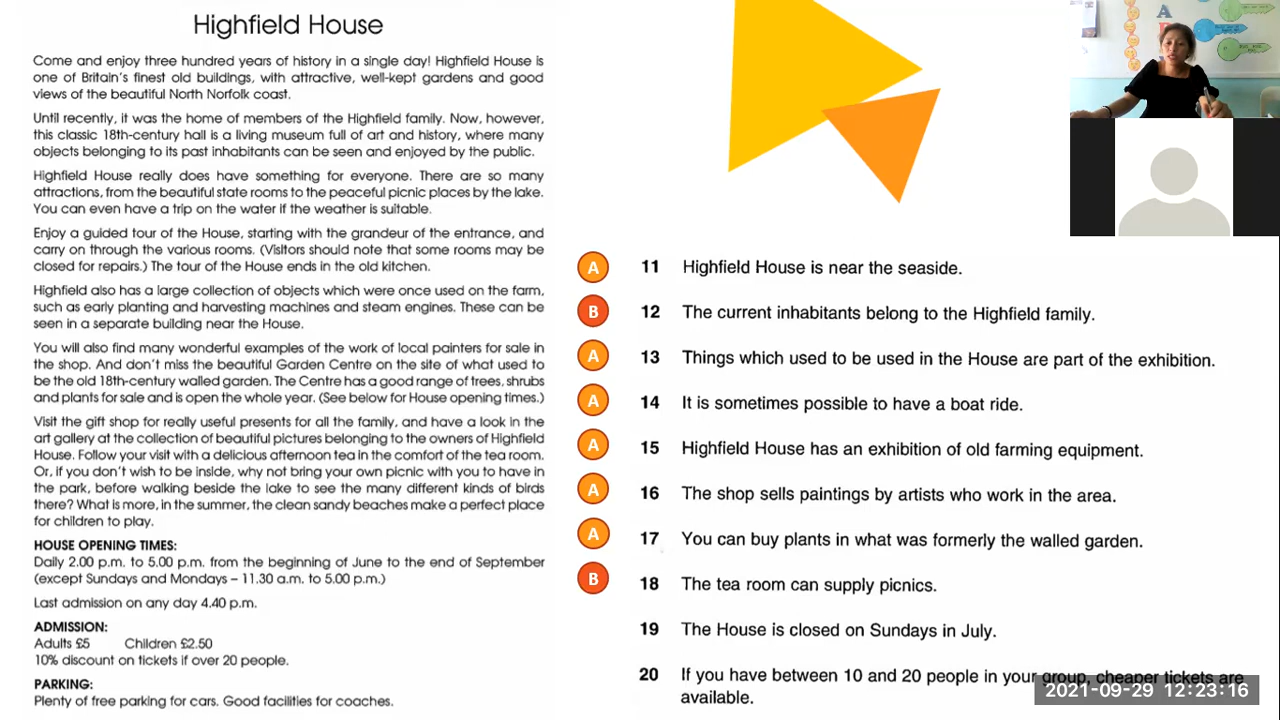 Highfield House
Come and enjoy three hundred years of history in a single day! Highfield House is
one of Britain's finest old buildings, with attractive, well-kept gardens and good
views of the beautiful North Norfolk coast.
Until recently, it was the home of members of the Highfield family. Now, however,
this classic 18th-century hall is a living museum full of art and history, where many
objects belonging to its past inhabitants can be seen and enjoyed by the public.
Highfield House really does have something for everyone. There are so many
attractions, from the beautiful state rooms to the peaceful picnic places by the lake.
You can even have a trip on the water if the weather is suitable.
Enjoy a guided tour of the House, starting with the grandeur of the entrance, and
carry on through the various rooms. (Visitors should note that some rooms may be
closed for repairs.) The tour of the House ends in the old kitchen.
Highfield also has a large collection of objects which were once used on the farm,
such as early planting and harvesting machines and steam engines. These can be
seen in a separate building near the House.
You will also find many wonderful examples of the work of local painters for sale in
the shop. And don't miss the beautiful Garden Centre on the site of what used to
be the old 18th-century walled garden. The Centre has a good range of trees, shrubs
and plants for sale and is open the whole year. (See below for House opening times.)
Visit the gift shop for really useful presents for all the family, and have a look in the
art gallery at the collection of beautiful pictures belonging to the owners of Highfield
House. Follow your visit with a delicious afternoon tea in the comfort of the tea room.
Or, if you don't wish to be inside, why not bring your own picnic with you to have in
the park, before walking beside the lake to see the many different kinds of birds
there? What is more, in the summer, the clean sandy beaches make a perfect place
for children to play.
HOUSE OPENING TIMES:
Daily 2.00 p.m. to 5.00 p.m. from the beginning of June to the end of September
(except Sundays and Mondays – 11.30 a.m. to 5.00 p.m.)
Last admission on any day 4.40 p.m.
ADMISSION:
Adults £5 Children £2.50
10% discount on tickets if over 20 people.
PARKING:
Plenty of free parking for cars. Good facilities for coaches.
A 11 Highfield House is near the seaside.
B 12 The current inhabitants belong to the Highfield family.
A 13 Things which used to be used in the House are part of the exhibition.
A 14 It is sometimes possible to have a boat ride.
A 15 Highfield House has an exhibition of old farming equipment.
A 16 The shop sells paintings by artists who work in the area.
A 17 You can buy plants in what was formerly the walled garden.
B 18 The tea room can supply picnics.
19 The House is closed on Sundays in July.
20 If you have between 10 and 20 people in your group, cheaper tickets are
available.
2021-09-29 12:23:16